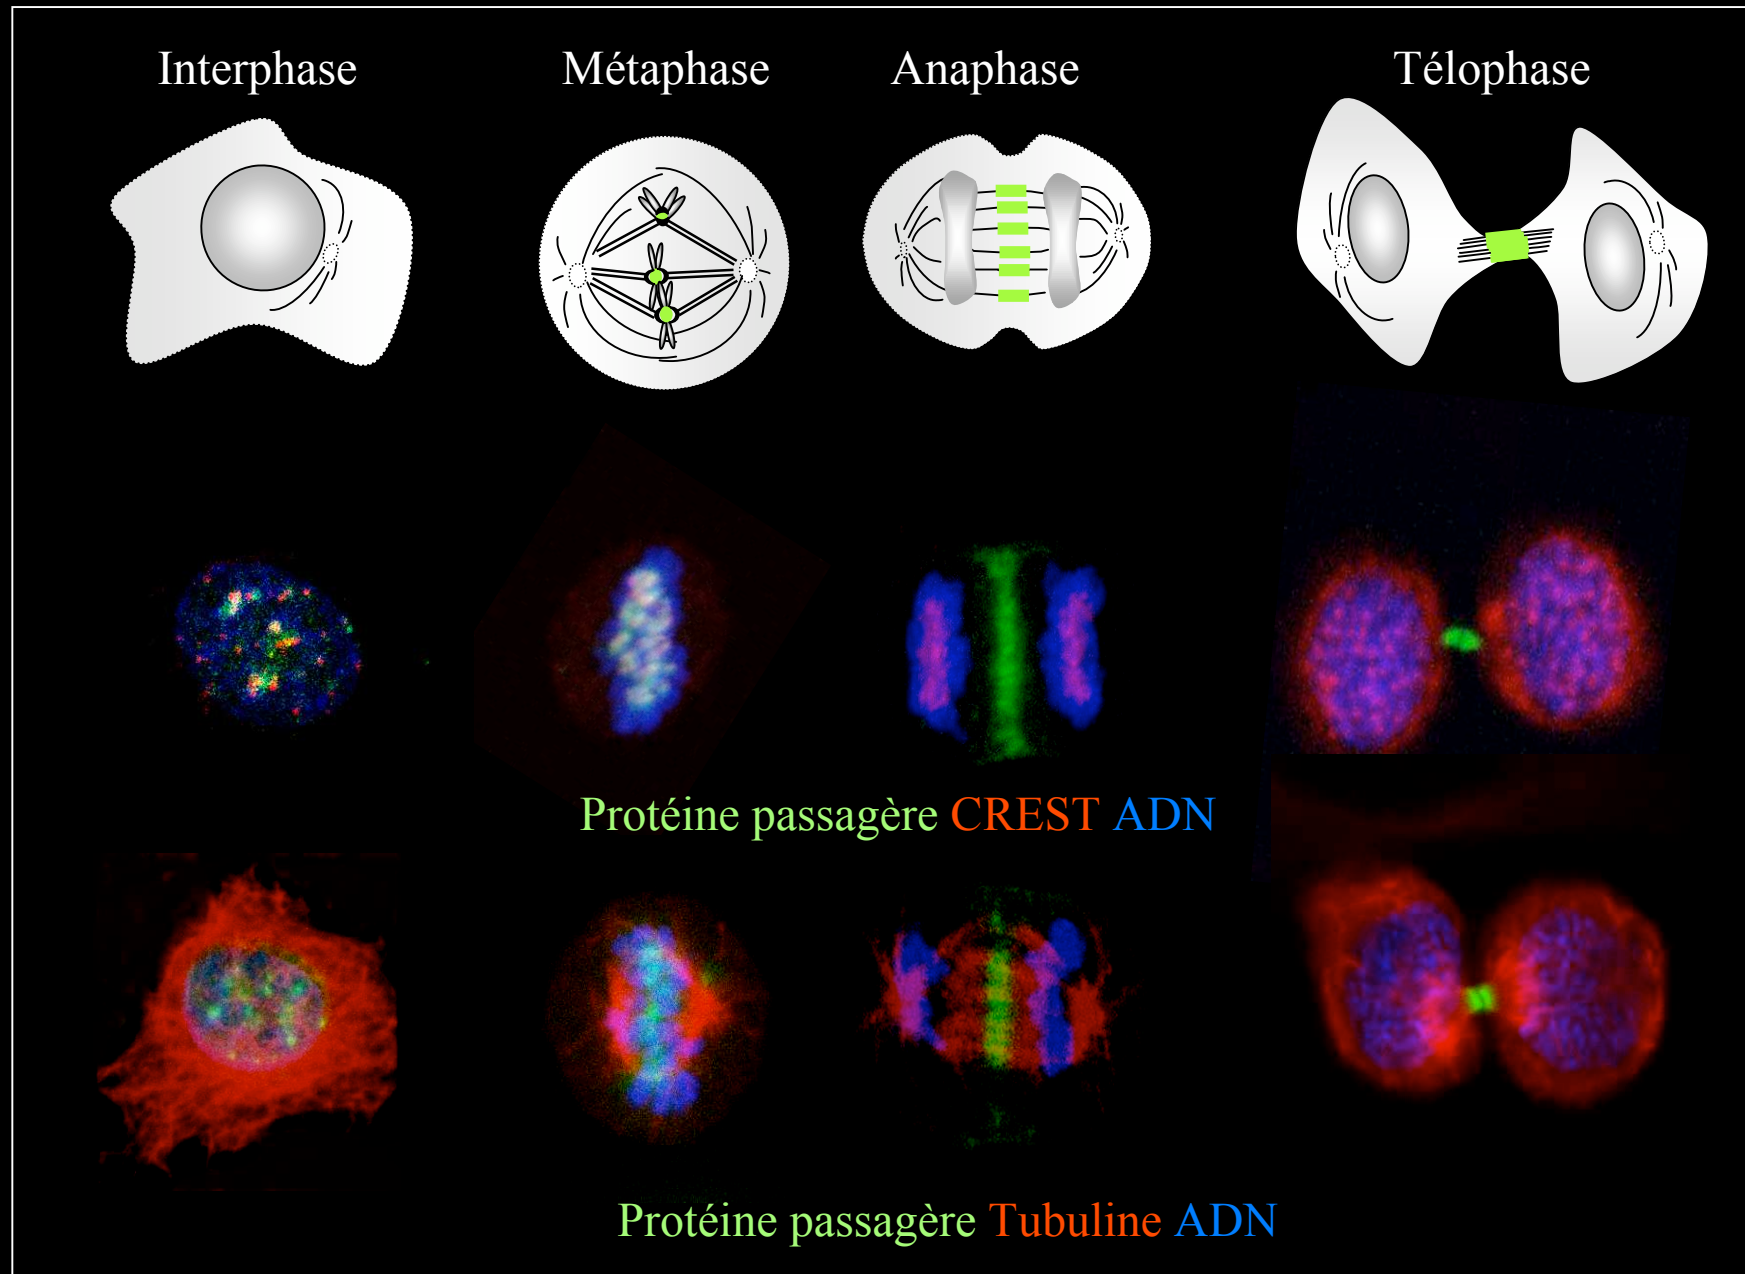 Interphase
Métaphase
Anaphase
Télophase
Protéine passagère CREST ADN
Protéine passagère Tubuline ADN